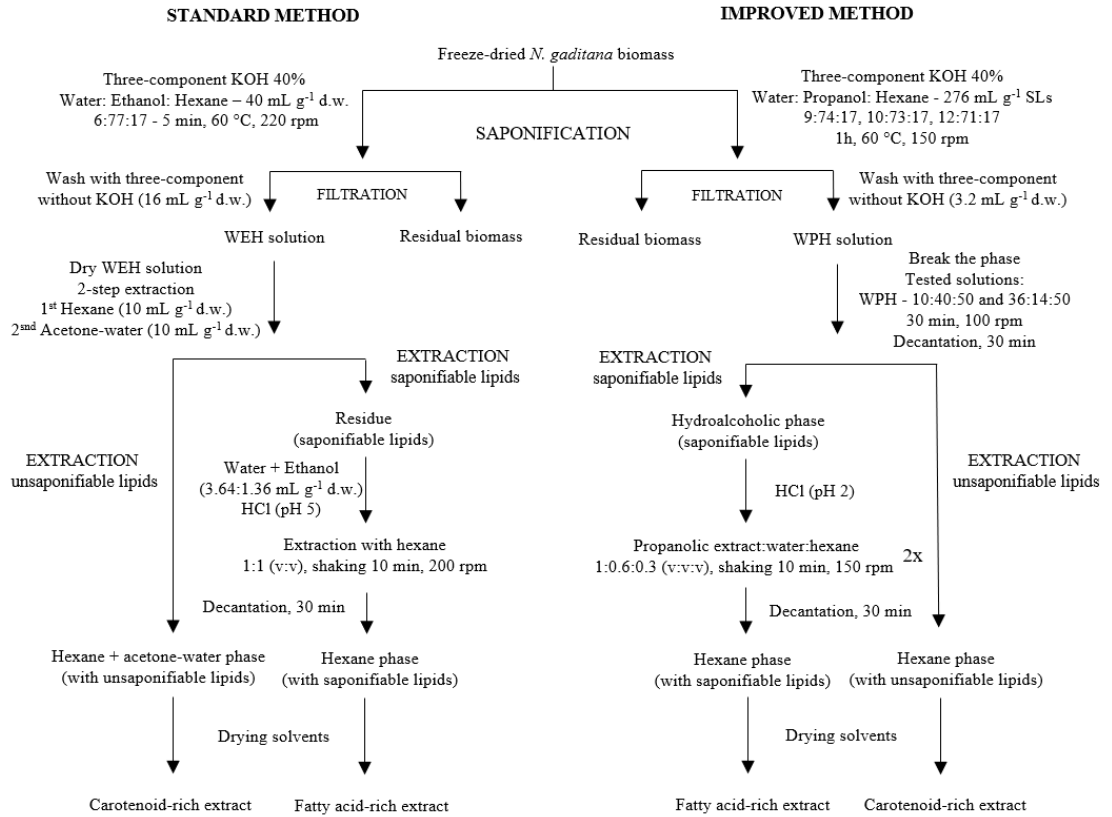 STANDARD METHOD
IMPROVED METHOD
Freeze-dried N. gaditana biomass
Three-component KOH 40%
Water: Ethanol: Hexane – 40 mL g-1 d.w.
6:77:17 - 5 min, 60 °C, 220 rpm
Three-component KOH 40%
Water: Propanol: Hexane - 276 mL g-1 SLs
9:74:17, 10:73:17, 12:71:17
1h, 60 °C, 150 rpm
SAPONIFICATION
Wash with three-component
without KOH (16 mL g-1 d.w.)
FILTRATION
FILTRATION
Wash with three-component
without KOH (3.2 mL g-1 d.w.)
WEH solution
Residual biomass
Residual biomass
WPH solution
Dry WEH solution
2-step extraction
1st Hexane (10 mL g-1 d.w.)
2nd Acetone-water (10 mL g-1 d.w.)
Break the phase
Tested solutions:
WPH - 10:40:50 and 36:14:50
30 min, 100 rpm
Decantation, 30 min
EXTRACTION
saponifiable lipids
EXTRACTION
saponifiable lipids
Residue
(saponifiable lipids)
Hydroalcoholic phase
(saponifiable lipids)
EXTRACTION
unsaponifiable lipids
Water + Ethanol
(3.64:1.36 mL g-1 d.w.)
HCl (pH 5)
HCl (pH 2)
EXTRACTION
unsaponifiable lipids
Extraction with hexane
1:1 (v:v), shaking 10 min, 200 rpm
Propanolic extract:water:hexane
1:0.6:0.3 (v:v:v), shaking 10 min, 150 rpm
2x
Decantation, 30 min
Decantation, 30 min
Hexane + acetone-water phase
(with unsaponifiable lipids)
Hexane phase
(with saponifiable lipids)
Hexane phase
(with saponifiable lipids)
Hexane phase
(with unsaponifiable lipids)
Drying solvents
Drying solvents
Carotenoid-rich extract
Fatty acid-rich extract
Fatty acid-rich extract
Carotenoid-rich extract